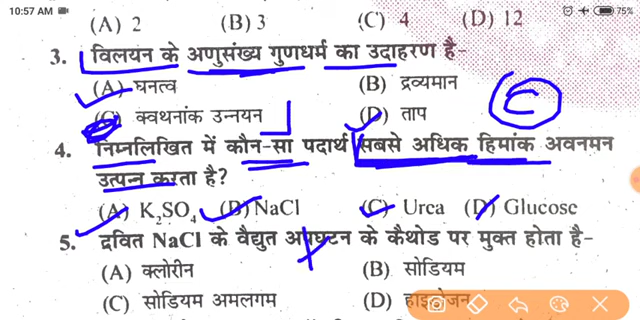 10:57 AM 75%
(A) 2 (B) 3 (C) 4 (D) 12
3. विलयन के अणुसंख्य गुणधर्म का उदाहरण है-
(A) घनत्व (B) द्रव्यमान
(C) क्वथनांक उन्नयन (D) ताप
4. निम्नलिखित में कौन-सा पदार्थ सबसे अधिक हिमांक अवनमन
उत्पन्न करता है?
(A) K₂SO₄ (B) NaCl (C) Urea (D) Glucose
5. द्रवित NaCl के वैद्युत अपघटन के कैथोड पर मुक्त होता है-
(A) क्लोरीन (B) सोडियम
(C) सोडियम अमलगम (D) हाइड्रोजन